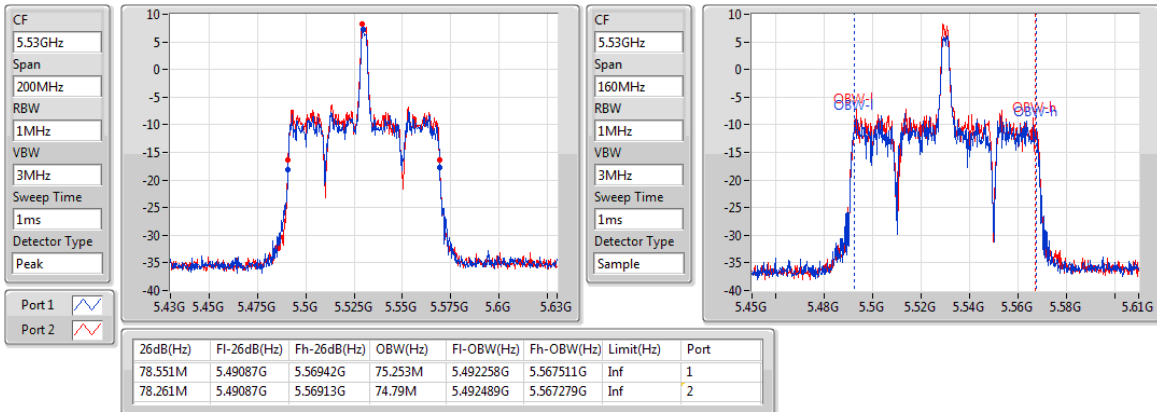 CF
5.53GHz
Span
200MHz
RBW
1MHz
VBW
3MHz
Sweep Time
1ms
Detector Type
Peak
Port 1
Port 2
10
5
0
-5
-10
-15
-20
-25
-30
-35
-40
5.43G 5.45G 5.475G 5.5G 5.525G 5.55G 5.575G 5.6G 5.63G
CF
5.53GHz
Span
160MHz
RBW
1MHz
VBW
3MHz
Sweep Time
1ms
Detector Type
Sample
10
5
0
-5
-10
-15
-20
-25
-30
-35
-40
OBW-l
OBW-l
OBW-h
OBW-h
5.45G 5.48G 5.5G 5.52G 5.54G 5.56G 5.58G 5.61G
26dB(Hz) Fl-26dB(Hz) Fh-26dB(Hz) OBW(Hz) Fl-OBW(Hz) Fh-OBW(Hz) Limit(Hz) Port
78.551M 5.49087G 5.56942G 75.253M 5.492258G 5.567511G Inf 1
78.261M 5.49087G 5.56913G 74.79M 5.492489G 5.567279G Inf 2